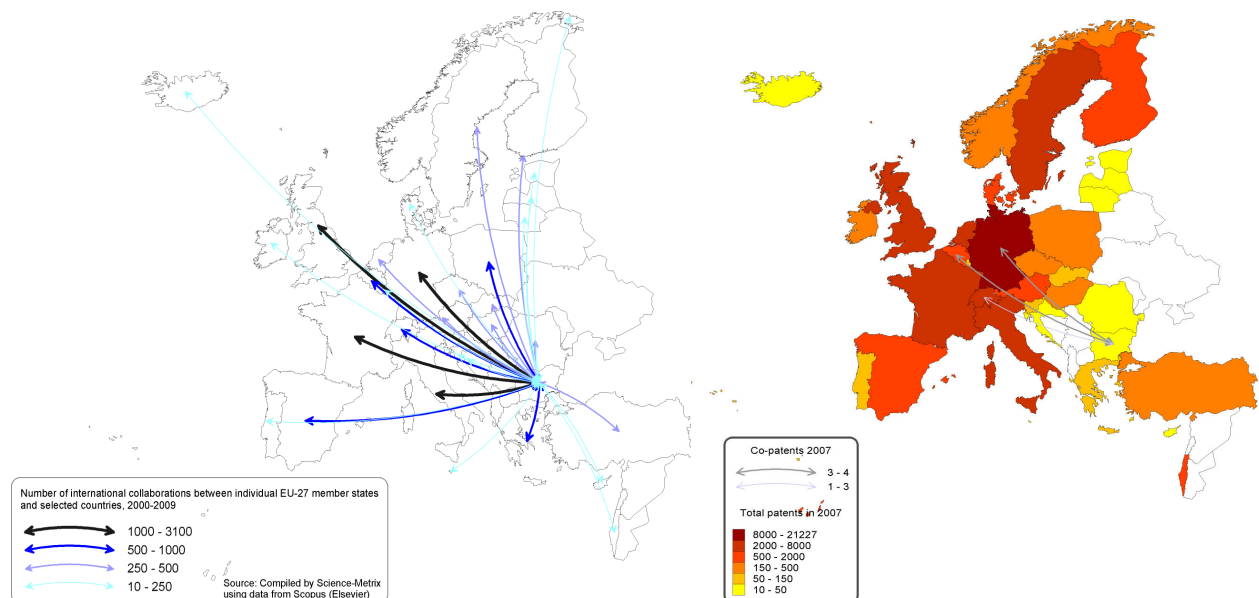 Number of international collaborations between individual EU-27 member states
and selected countries, 2000-2009
1000 - 3100
500 - 1000
250 - 500
10 - 250
Source: Compiled by Science-Metrix
using data from Scopus (Elsevier)
Co-patents 2007
3 - 4
1 - 3
Total patents in 2007
8000 - 21227
2000 - 8000
500 - 2000
150 - 500
50 - 150
10 - 50